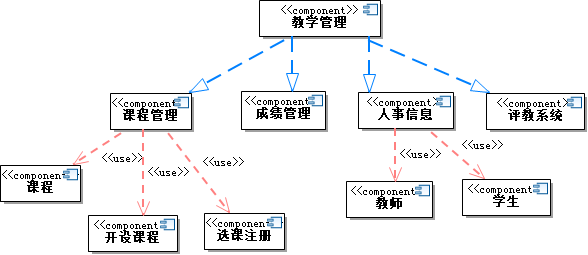 <<component>>
教学管理
<<component>>
课程管理
<<component>>
成绩管理
<<component>>
人事信息
<<component>>
评教系统
<<use>>
<<use>>
<<use>>
<<use>>
<<use>>
<<component>>
课程
<<component>>
教师
<<component>>
学生
<<component>>
开设课程
<<component>>
选课注册